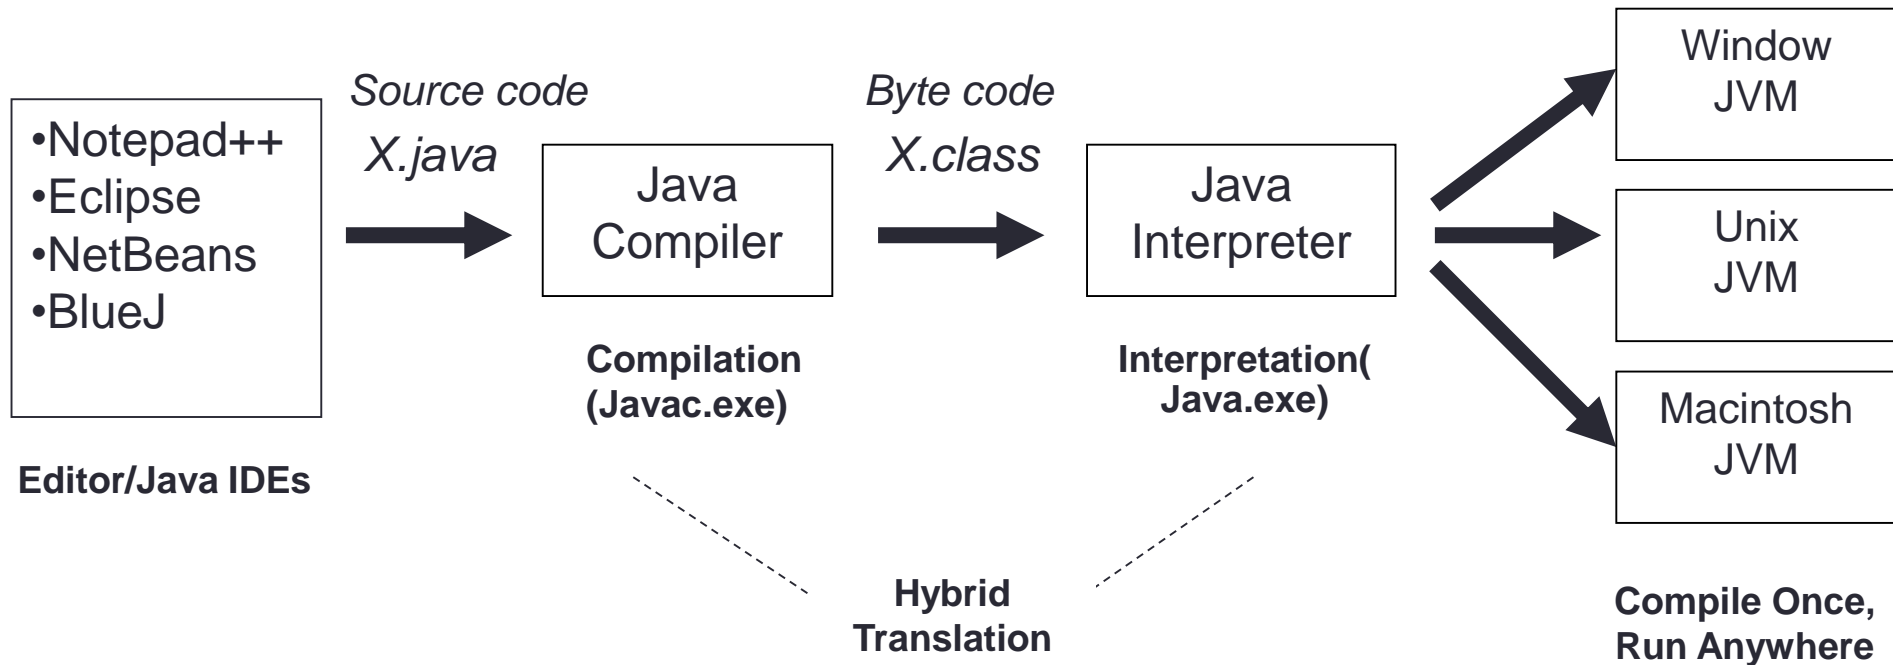 •Notepad++
•Eclipse
•NetBeans
•BlueJ
Editor/Java IDEs
Source code
X.java
Java
Compiler
Compilation
(Javac.exe)
Byte code
X.class
Java
Interpreter
Interpretation(
Java.exe)
Hybrid
Translation
Window
JVM
Unix
JVM
Macintosh
JVM
Compile Once,
Run Anywhere